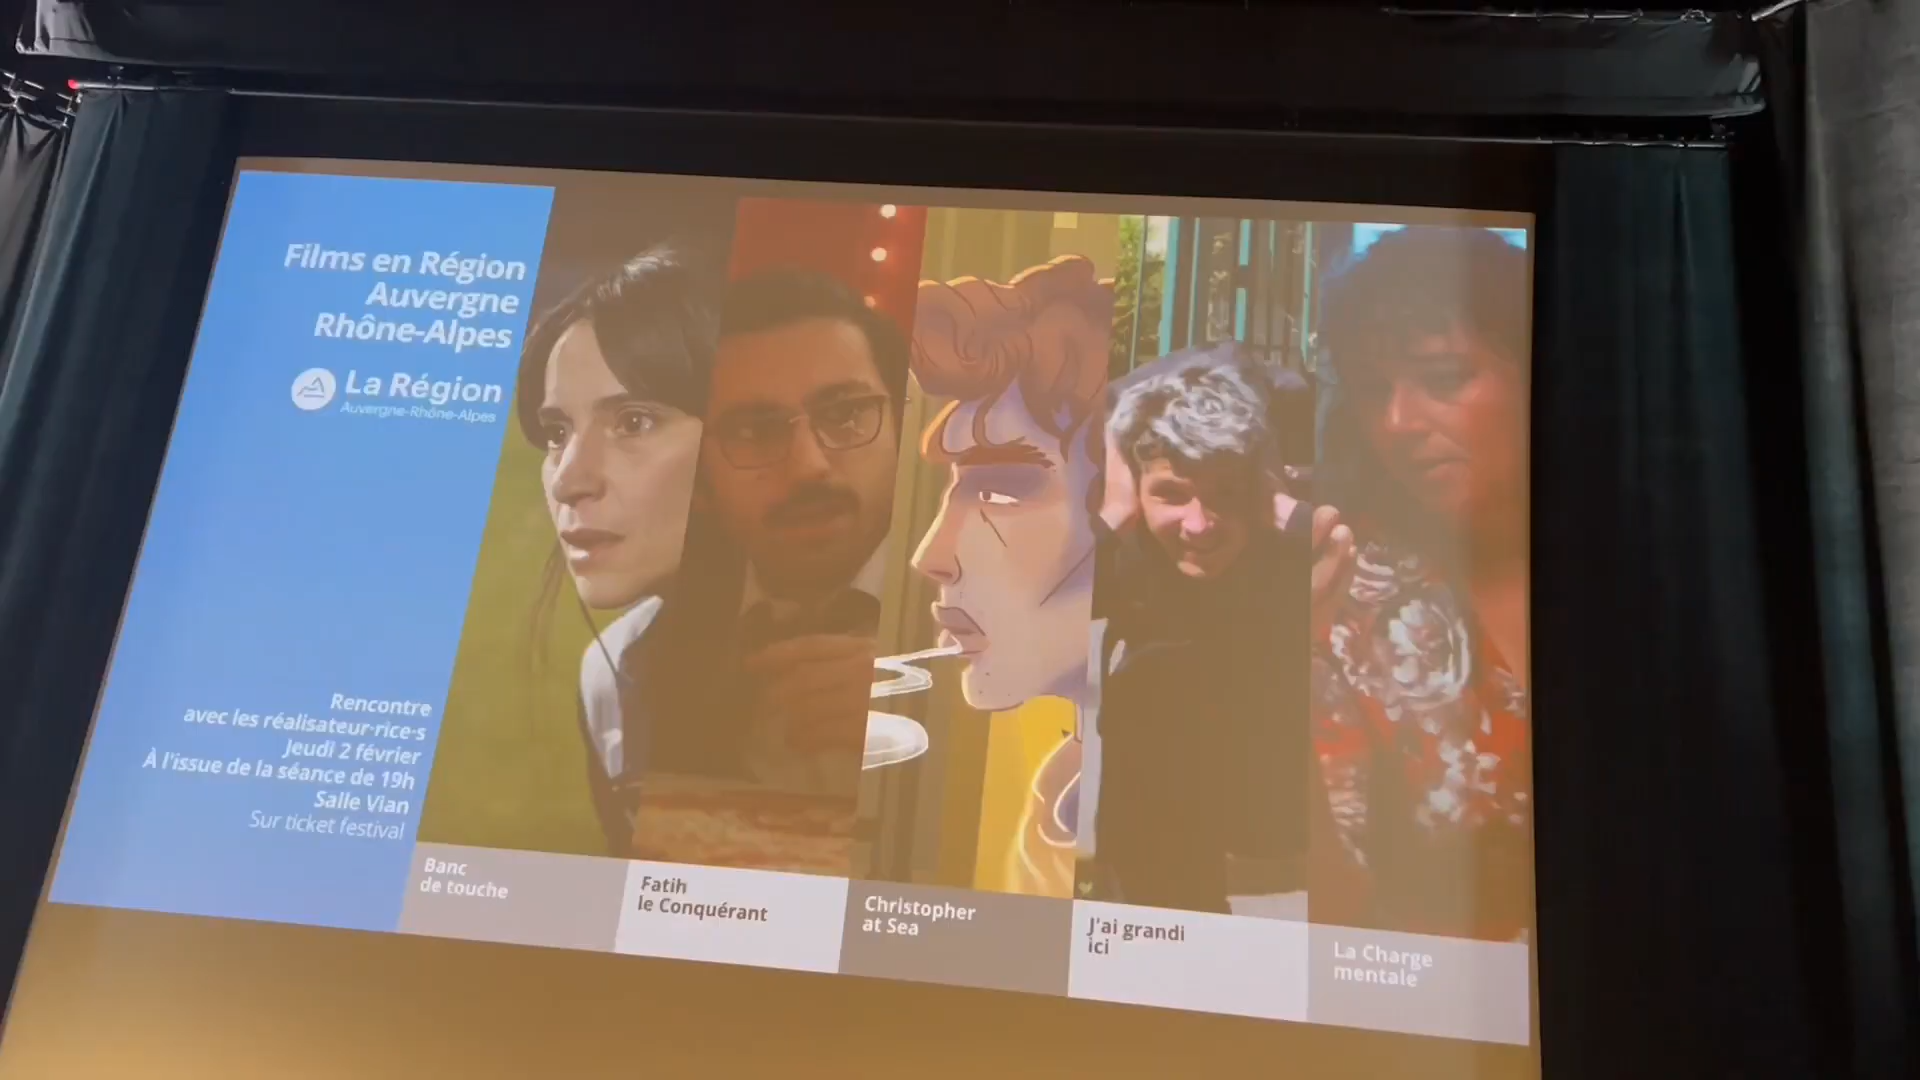 Films en Région
Auvergne
Rhône-Alpes
La Région
Auvergne-Rhône-Alpes
Rencontre
avec les réalisateur·rice·s
Jeudi 2 février
À l'issue de la séance de 19h
Salle Vian
Sur ticket festival
Banc
de touche
Fatih
le Conquérant
Christopher
at Sea
J'ai grandi
ici
La Charge
mentale